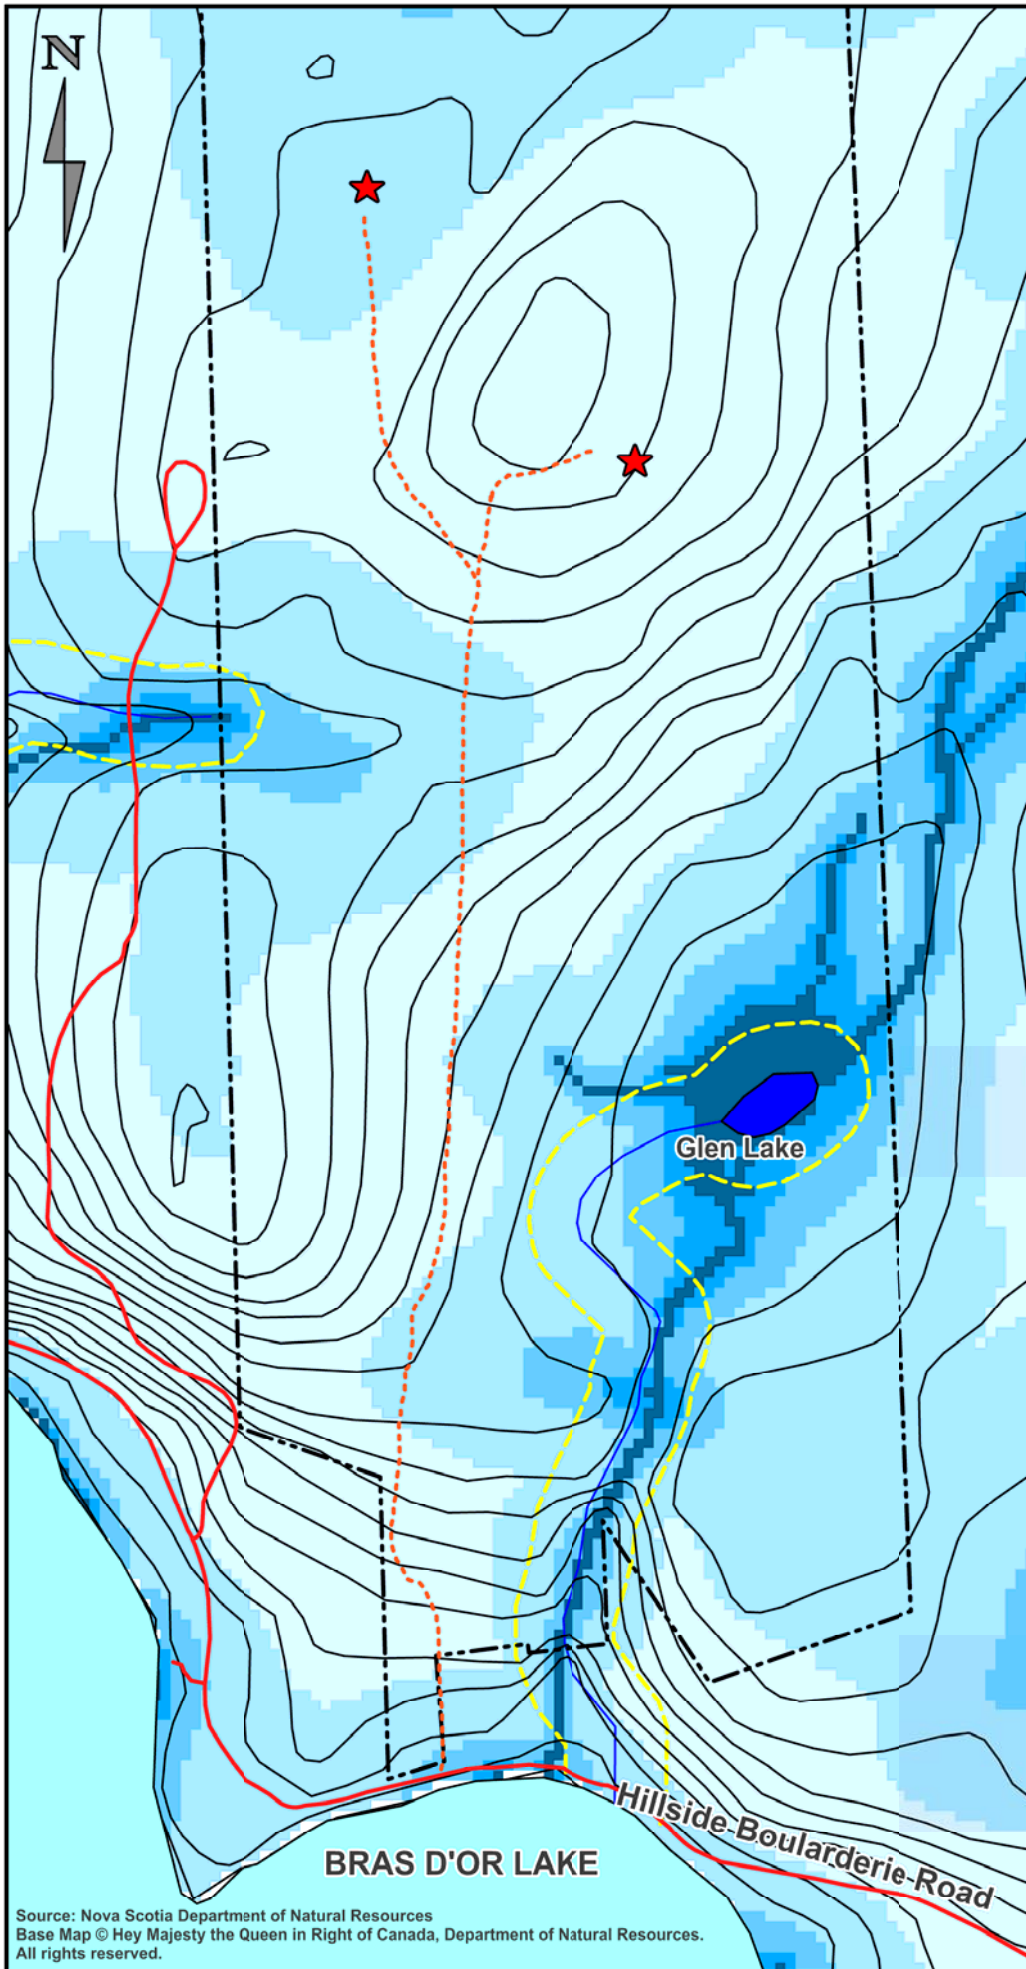 N
Glen Lake
Hillside Boularderie Road
BRAS D'OR LAKE
Source: Nova Scotia Department of Natural Resources
Base Map © Hey Majesty the Queen in Right of Canada, Department of Natural Resources.
All rights reserved.